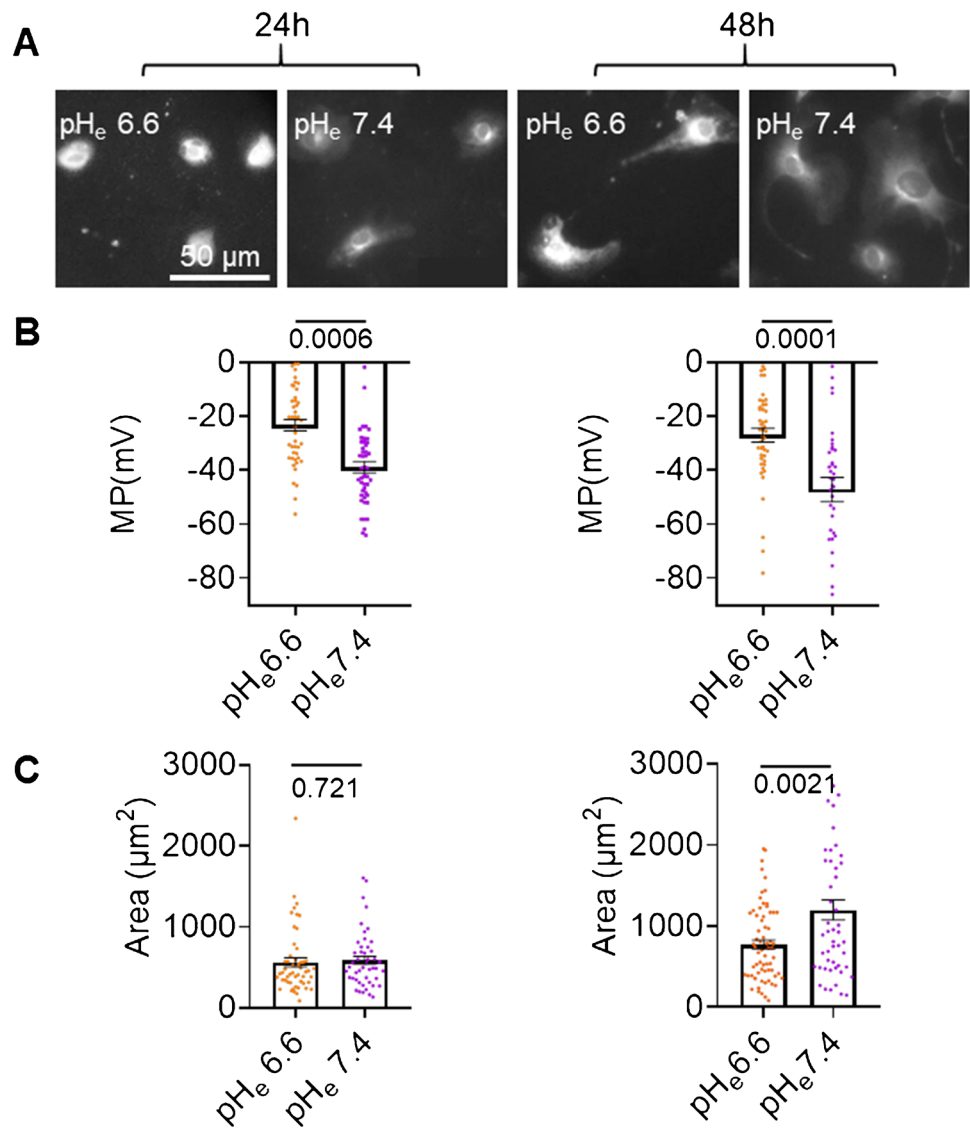 A
24h
48h
pHe 6.6
pHe 7.4
pHe 6.6
pHe 7.4
50 µm
B
0.0006
0.0001
MP(mV)
0
-20
-40
-60
-80
pHe6.6
pHe7.4
MP(mV)
0
-20
-40
-60
-80
pHe6.6
pHe7.4
C
0.721
0.0021
Area (µm²)
3000
2000
1000
0
pHe 6.6
pHe 7.4
Area (µm²)
3000
2000
1000
0
pHe6.6
pHe7.4